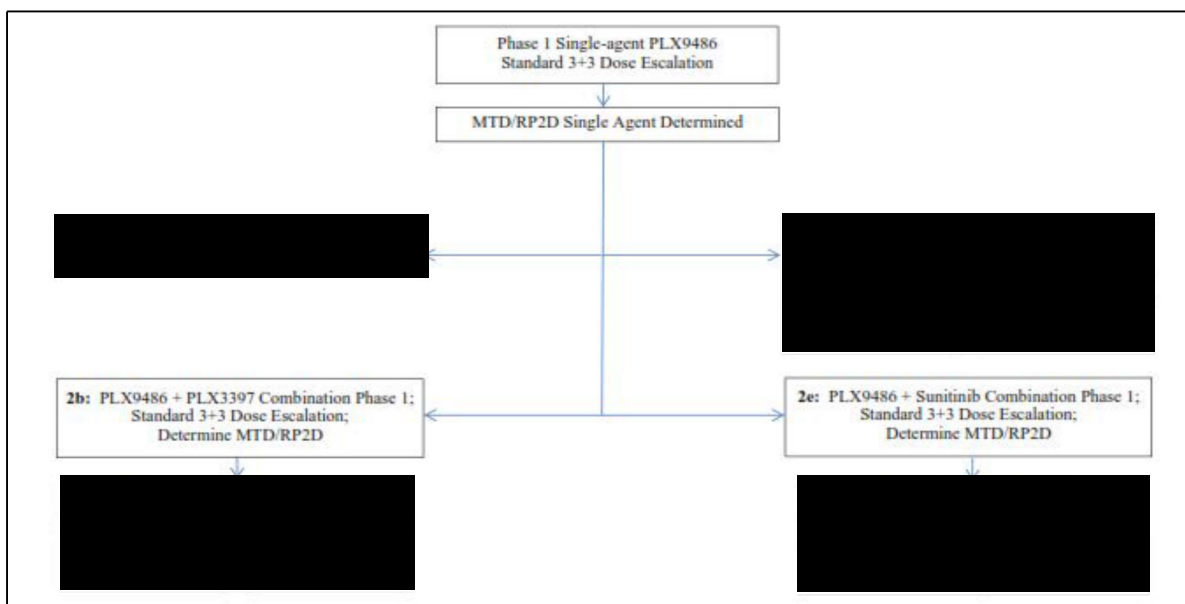 Phase 1 Single-agent PLX9486
Standard 3+3 Dose Escalation
MTD/RP2D Single Agent Determined
2b: PLX9486 + PLX3397 Combination Phase 1;
Standard 3+3 Dose Escalation;
Determine MTD/RP2D
2e: PLX9486 + Sunitinib Combination Phase 1;
Standard 3+3 Dose Escalation;
Determine MTD/RP2D